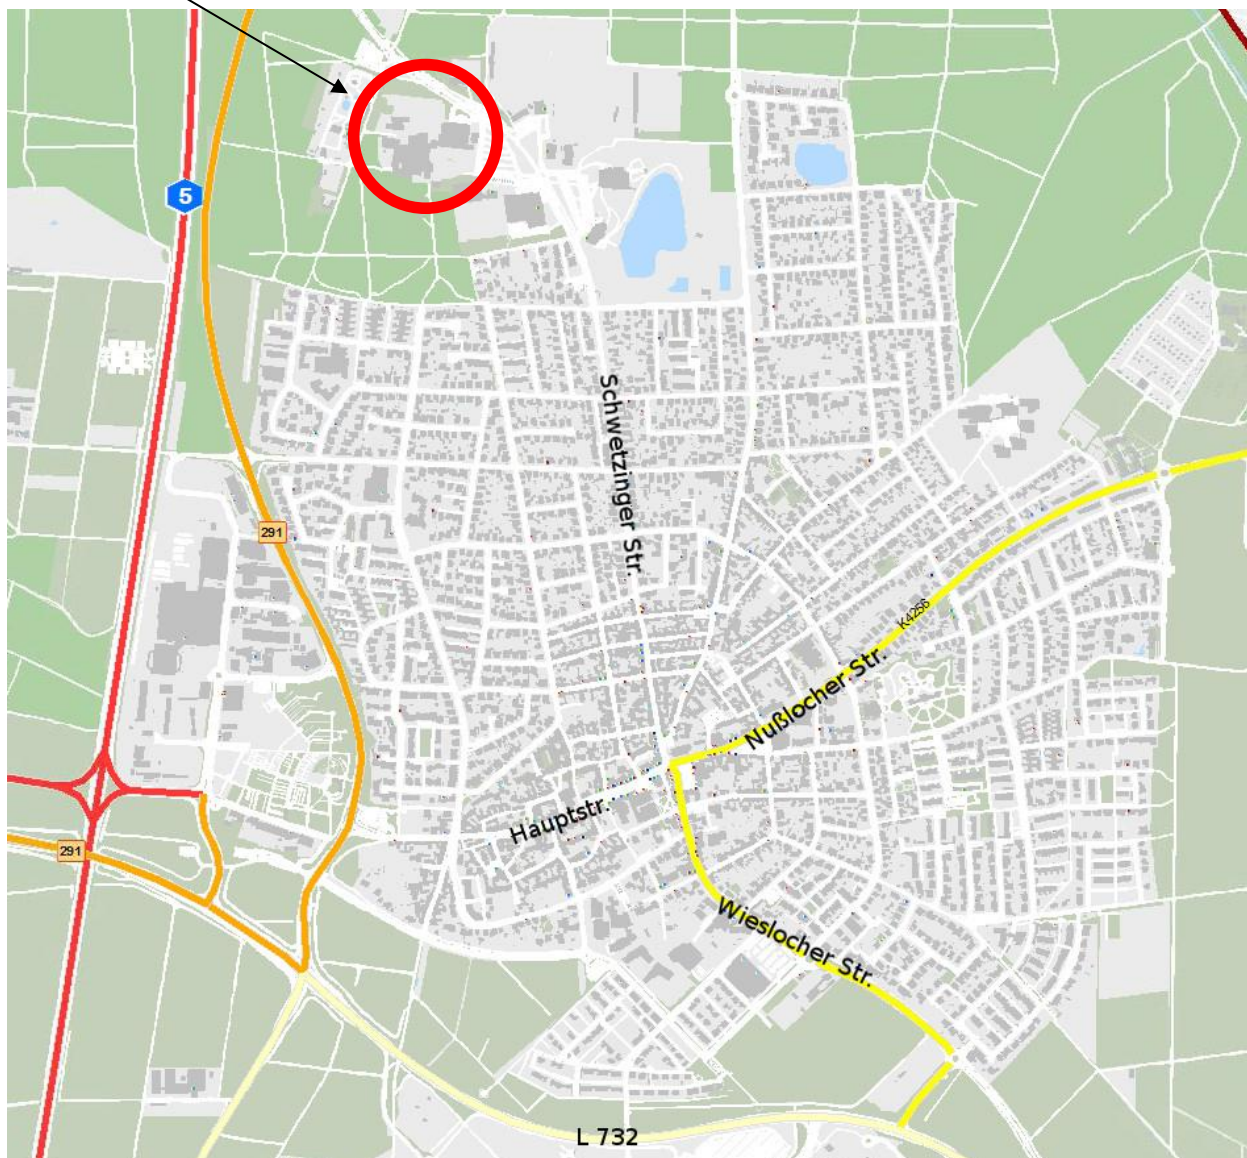 5
Schwetzinger Str.
291
K4256
Nußlocher Str.
Hauptstr.
291
Wieslocher Str.
L 732